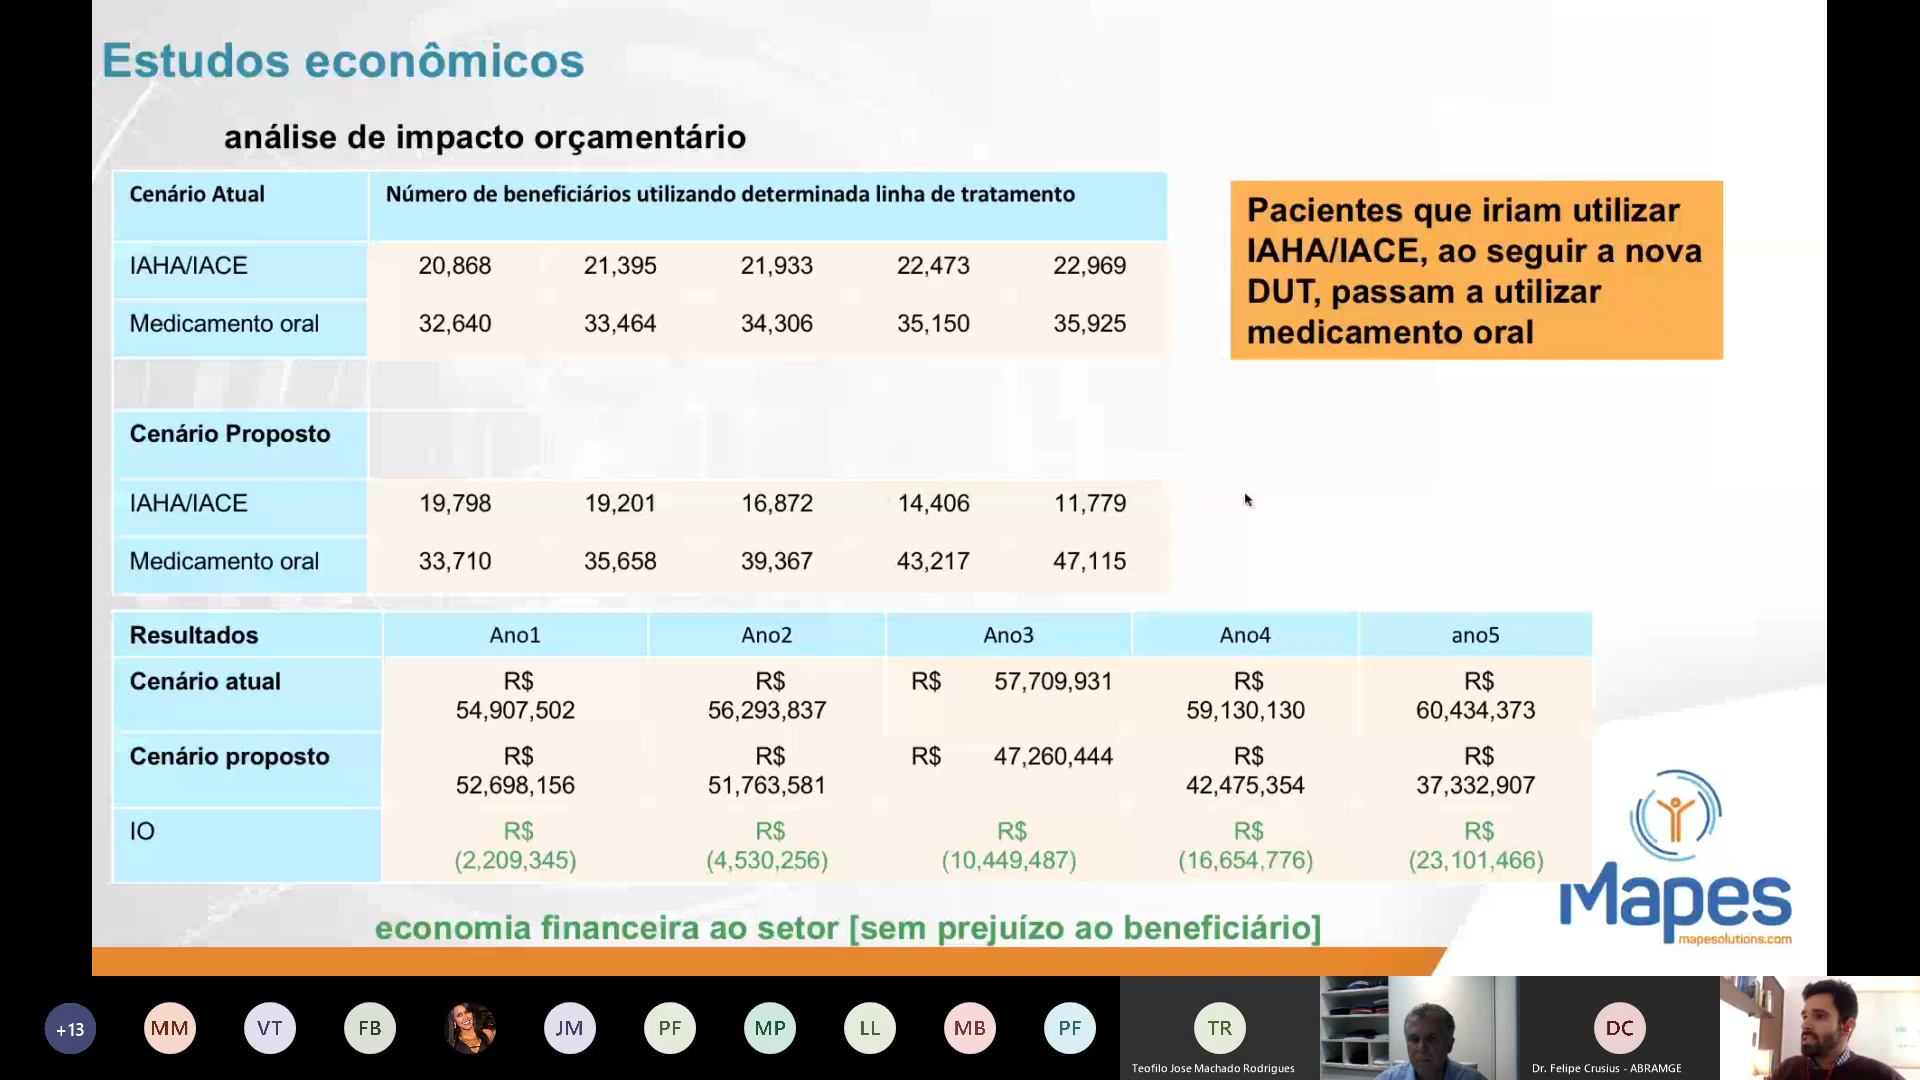 Estudos econômicos
análise de impacto orçamentário
Cenário Atual Número de beneficiários utilizando determinada linha de tratamento
IAHA/IACE 20,868 21,395 21,933 22,473 22,969
Medicamento oral 32,640 33,464 34,306 35,150 35,925
Cenário Proposto
IAHA/IACE 19,798 19,201 16,872 14,406 11,779
Medicamento oral 33,710 35,658 39,367 43,217 47,115
Pacientes que iriam utilizar
IAHA/IACE, ao seguir a nova
DUT, passam a utilizar
medicamento oral
Resultados Ano1 Ano2 Ano3 Ano4 ano5
Cenário atual R$ R$ R$ 57,709,931 R$ R$
54,907,502 56,293,837 59,130,130 60,434,373
Cenário proposto R$ R$ R$ 47,260,444 R$ R$
52,698,156 51,763,581 42,475,354 37,332,907
IO R$ R$ R$ R$ R$
(2,209,345) (4,530,256) (10,449,487) (16,654,776) (23,101,466)
economia financeira ao setor [sem prejuízo ao beneficiário]
Mapes
mapesolutions.com
+13 MM VT FB JM PF MP LL MB PF TR DC
Teofilo Jose Machado Rodrigues Dr. Felipe Crusius - ABRAMGE